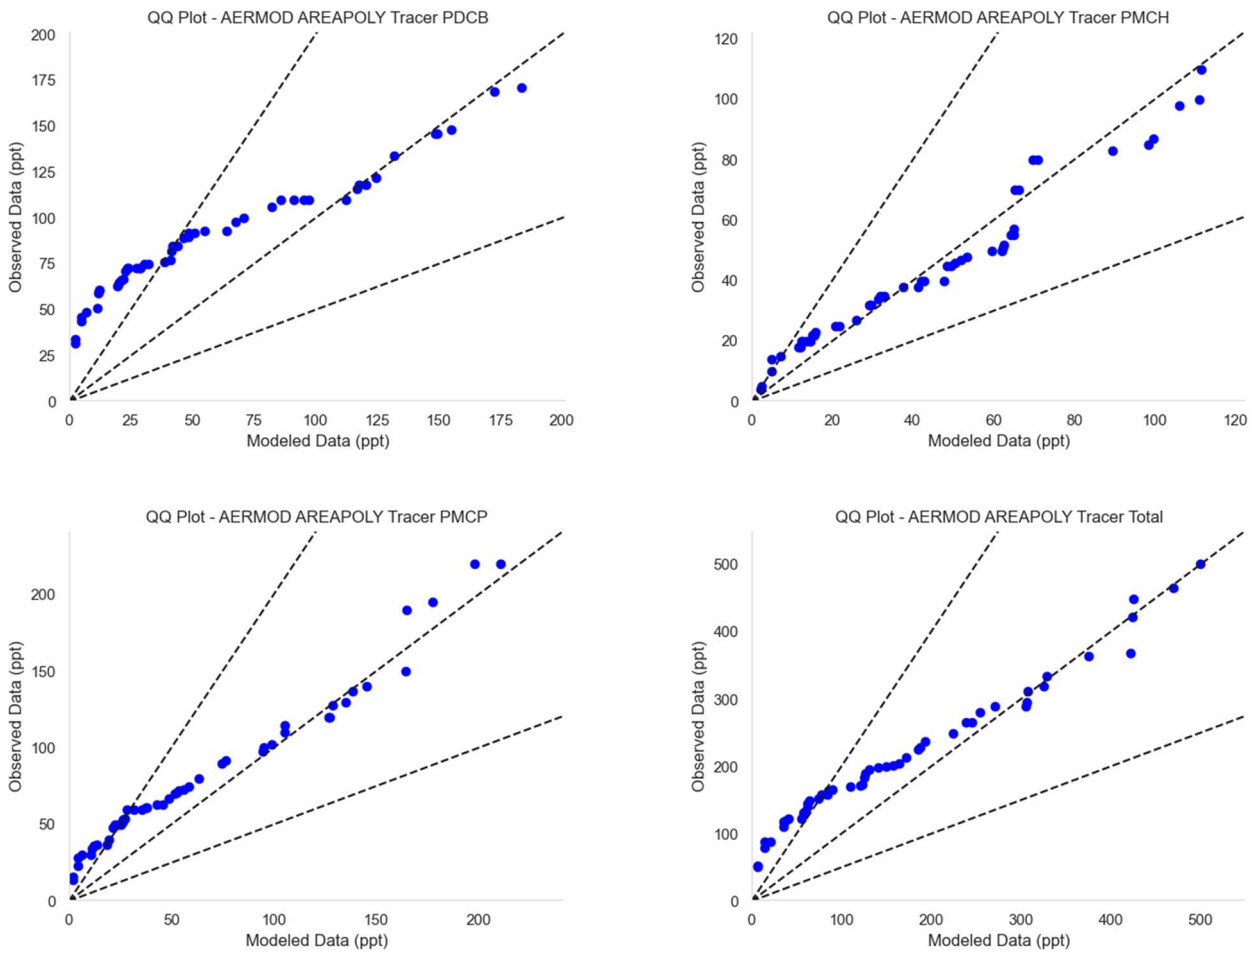 QQ Plot - AERMOD AREAPOLY Tracer PDCB
200
175
150
125
100
75
50
25
0
Observed Data (ppt)
0 25 50 75 100 125 150 175 200
Modeled Data (ppt)
QQ Plot - AERMOD AREAPOLY Tracer PMCH
120
100
80
60
40
20
0
Observed Data (ppt)
0 20 40 60 80 100 120
Modeled Data (ppt)
QQ Plot - AERMOD AREAPOLY Tracer PMCP
200
150
100
50
0
Observed Data (ppt)
0 50 100 150 200
Modeled Data (ppt)
QQ Plot - AERMOD AREAPOLY Tracer Total
500
400
300
200
100
0
Observed Data (ppt)
0 100 200 300 400 500
Modeled Data (ppt)